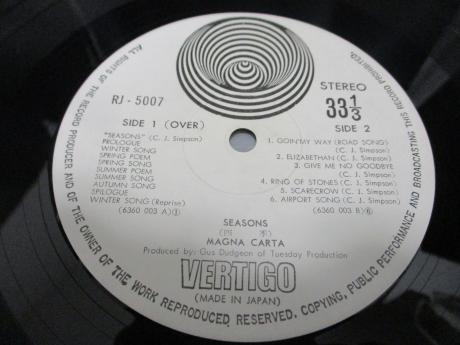 STEREO
RJ - 5007
33 1/3
SIDE 1 (OVER)
SIDE 2
"SEASONS" (C. J. Simpson)
PROLOGUE
WINTER SONG
SPRING POEM
SPRING SONG
SUMMER POEM
SUMMER SONG
AUTUMN SONG
SPILOGUE
WINTER SONG (Reprise)
(6360 003 A)①
1. GOIN'MY WAY (ROAD SONG)
(C. J. Simpson)
2. ELIZABETHAN (C. J. Simpson)
3. GIVE ME NO GOODBYE
(C. J. Simpson)
4. RING OF STONES (C. J. Simpson)
5. SCARECROW (C. J. Simpson)
6. AIRPORT SONG (C. J. Simpson)
(6360 003 B)⑥
SEASONS
(四季)
MAGNA CARTA
Produced by: Gus Dudgeon of Tuesday Production
VERTIGO
(MADE IN JAPAN)
ALL RIGHTS OF THE RECORD PRODUCER AND OF THE OWNER OF THE WORK REPRODUCED RESERVED. COPYING, PUBLIC PERFORMANCE AND BROADCASTING THIS RECORD PROHIBITED.